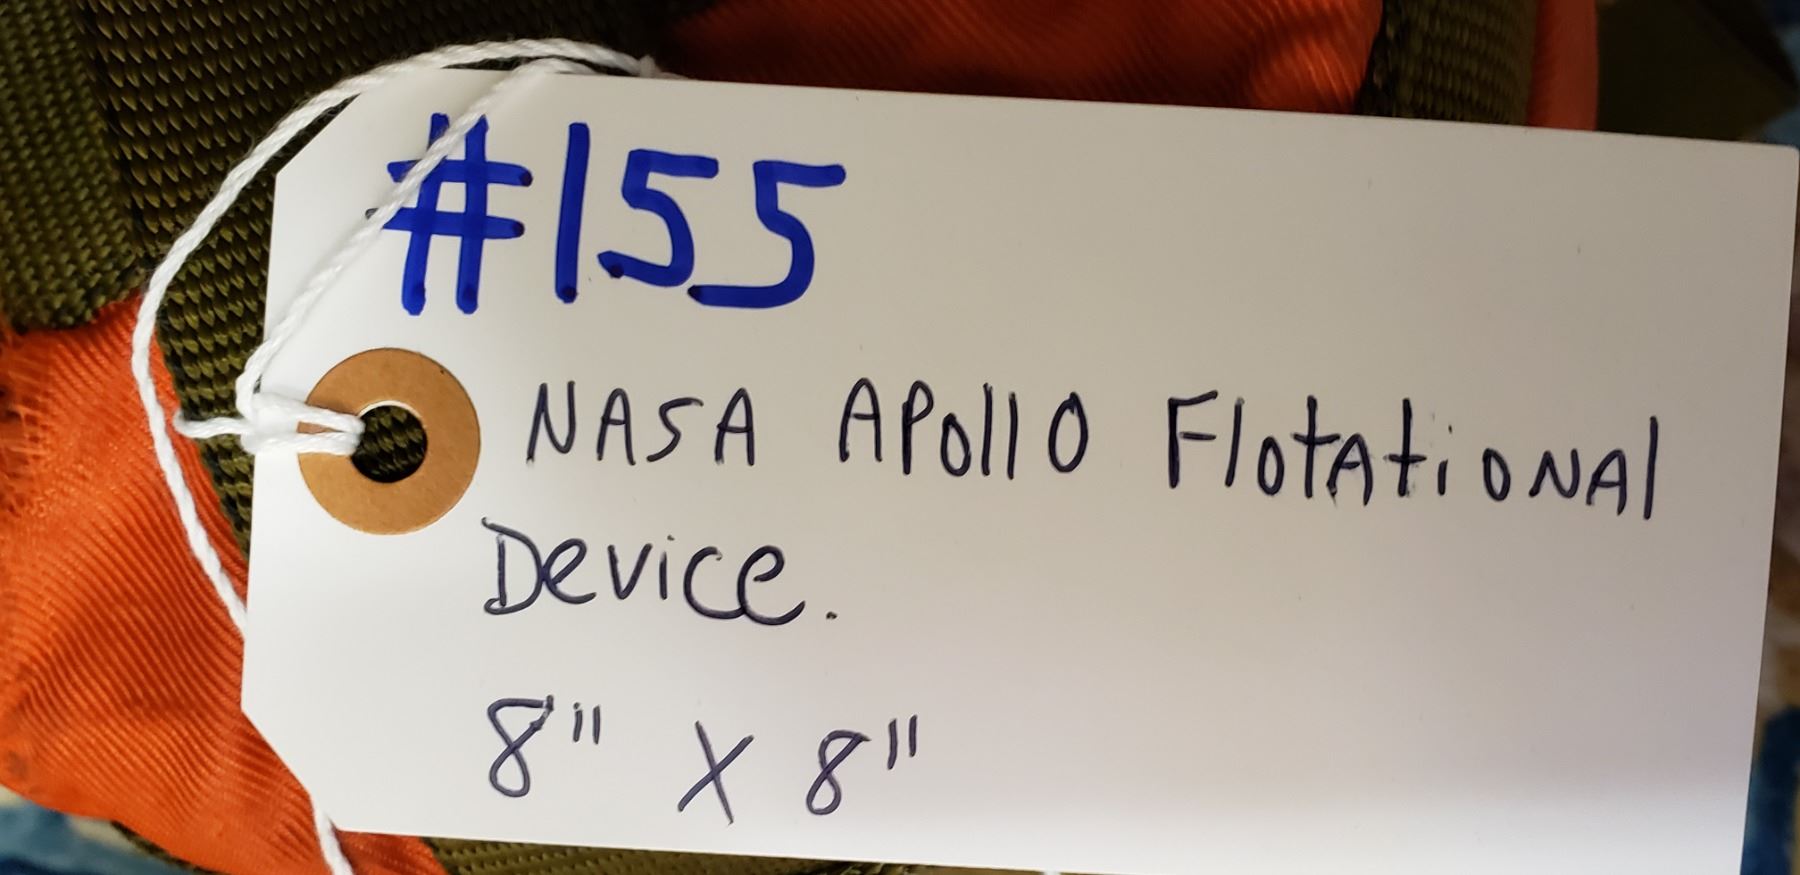 #155
NASA APollO FlotAtioNAl
Device.
8" X 8"